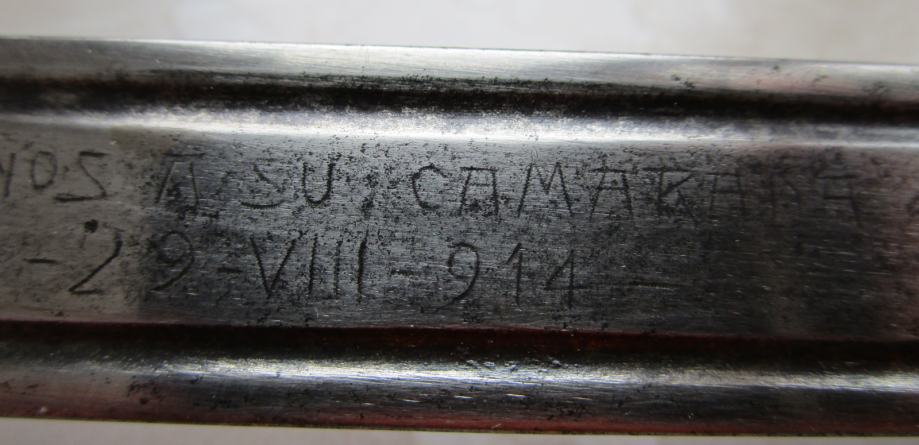 NOS A SU CAMARADA
-29-VIII-914-